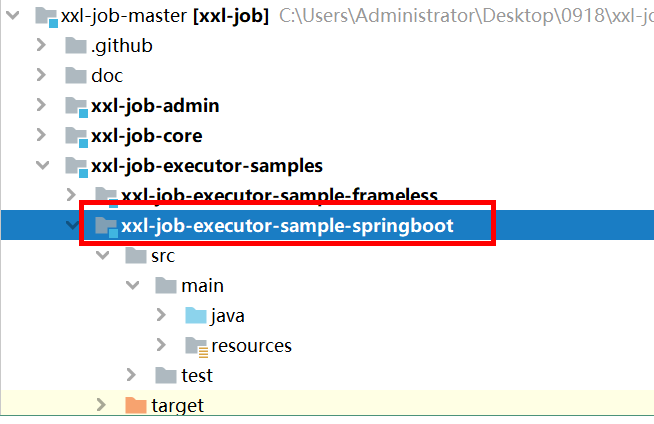 xxl-job-master [xxl-job] C:\Users\Administrator\Desktop\0918\xxl-jo
.github
doc
xxl-job-admin
xxl-job-core
xxl-job-executor-samples
xxl-job-executor-sample-frameless
xxl-job-executor-sample-springboot
src
main
java
resources
test
target